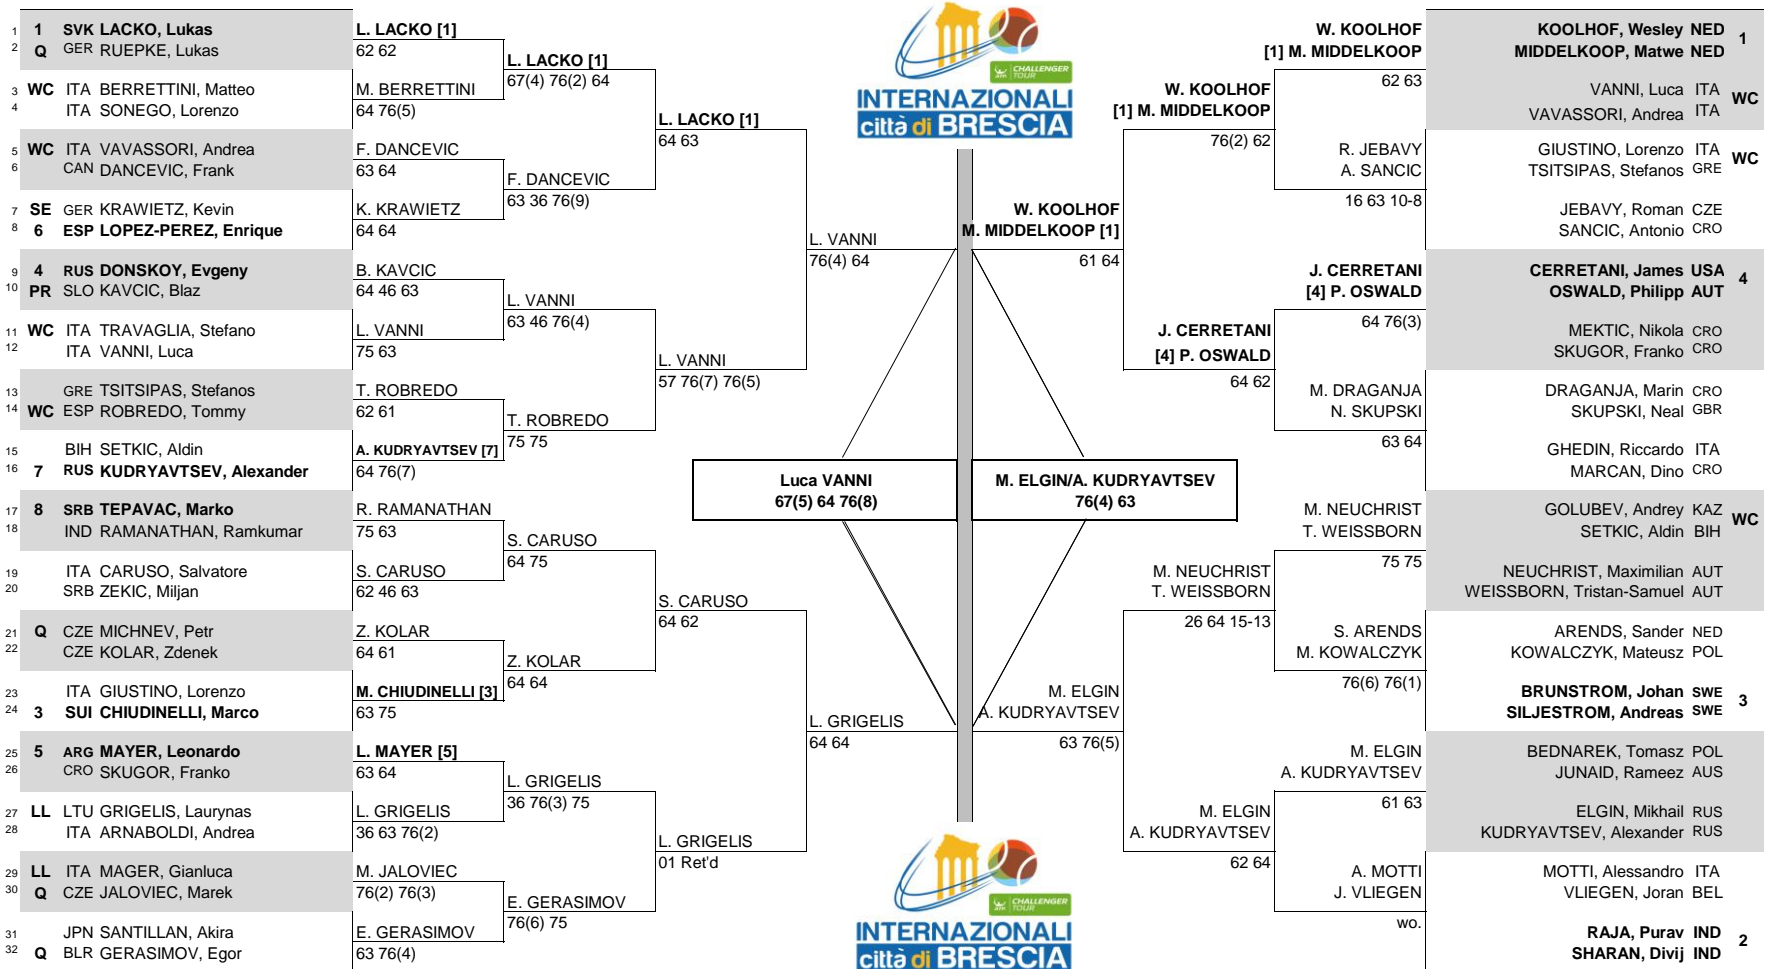 1 1 SVK LACKO, Lukas
2 Q GER RUEPKE, Lukas
3 WC ITA BERRETTINI, Matteo
4 ITA SONEGO, Lorenzo
5 WC ITA VAVASSORI, Andrea
6 CAN DANCEVIC, Frank
7 SE GER KRAWIETZ, Kevin
8 6 ESP LOPEZ-PEREZ, Enrique
9 4 RUS DONSKOY, Evgeny
10 PR SLO KAVCIC, Blaz
11 WC ITA TRAVAGLIA, Stefano
12 ITA VANNI, Luca
13 GRE TSITSIPAS, Stefanos
14 WC ESP ROBREDO, Tommy
15 BIH SETKIC, Aldin
16 7 RUS KUDRYAVTSEV, Alexander
17 8 SRB TEPAVAC, Marko
18 IND RAMANATHAN, Ramkumar
19 ITA CARUSO, Salvatore
20 SRB ZEKIC, Miljan
21 Q CZE MICHNEV, Petr
22 CZE KOLAR, Zdenek
23 ITA GIUSTINO, Lorenzo
24 3 SUI CHIUDINELLI, Marco
25 5 ARG MAYER, Leonardo
26 CRO SKUGOR, Franko
27 LL LTU GRIGELIS, Laurynas
28 ITA ARNABOLDI, Andrea
29 LL ITA MAGER, Gianluca
30 Q CZE JALOVIEC, Marek
31 JPN SANTILLAN, Akira
32 Q BLR GERASIMOV, Egor
L. LACKO [1]
62 62
M. BERRETTINI
64 76(5)
F. DANCEVIC
63 64
K. KRAWIETZ
64 64
B. KAVCIC
64 46 63
L. VANNI
75 63
T. ROBREDO
62 61
A. KUDRYAVTSEV [7]
64 76(7)
R. RAMANATHAN
75 63
S. CARUSO
62 46 63
Z. KOLAR
64 61
M. CHIUDINELLI [3]
63 75
L. MAYER [5]
63 64
L. GRIGELIS
36 63 76(2)
M. JALOVIEC
76(2) 76(3)
E. GERASIMOV
63 76(4)
L. LACKO [1]
67(4) 76(2) 64
F. DANCEVIC
63 36 76(9)
L. VANNI
63 46 76(4)
T. ROBREDO
75 75
S. CARUSO
64 75
Z. KOLAR
64 64
L. GRIGELIS
36 76(3) 75
E. GERASIMOV
76(6) 75
L. LACKO [1]
64 63
L. VANNI
57 76(7) 76(5)
S. CARUSO
64 62
L. GRIGELIS
01 Ret'd
L. VANNI
76(4) 64
L. GRIGELIS
64 64
Luca VANNI
67(5) 64 76(8)
CHALLENGER
TOUR
INTERNAZIONALI
città di BRESCIA
M. ELGIN/A. KUDRYAVTSEV
76(4) 63
CHALLENGER
TOUR
INTERNAZIONALI
città di BRESCIA
W. KOOLHOF
M. MIDDELKOOP [1]
61 64
M. ELGIN
A. KUDRYAVTSEV
63 76(5)
W. KOOLHOF
[1] M. MIDDELKOOP
76(2) 62
J. CERRETANI
[4] P. OSWALD
64 62
M. NEUCHRIST
T. WEISSBORN
26 64 15-13
M. ELGIN
A. KUDRYAVTSEV
62 64
W. KOOLHOF
[1] M. MIDDELKOOP
62 63
R. JEBAVY
A. SANCIC
16 63 10-8
J. CERRETANI
[4] P. OSWALD
64 76(3)
M. DRAGANJA
N. SKUPSKI
63 64
M. NEUCHRIST
T. WEISSBORN
75 75
S. ARENDS
M. KOWALCZYK
76(6) 76(1)
M. ELGIN
A. KUDRYAVTSEV
61 63
A. MOTTI
J. VLIEGEN
wo.
KOOLHOF, Wesley NED 1
MIDDELKOOP, Matwe NED
VANNI, Luca ITA WC
VAVASSORI, Andrea ITA
GIUSTINO, Lorenzo ITA WC
TSITSIPAS, Stefanos GRE
JEBAVY, Roman CZE
SANCIC, Antonio CRO
CERRETANI, James USA 4
OSWALD, Philipp AUT
MEKTIC, Nikola CRO
SKUGOR, Franko CRO
DRAGANJA, Marin CRO
SKUPSKI, Neal GBR
GHEDIN, Riccardo ITA
MARCAN, Dino CRO
GOLUBEV, Andrey KAZ WC
SETKIC, Aldin BIH
NEUCHRIST, Maximilian AUT
WEISSBORN, Tristan-Samuel AUT
ARENDS, Sander NED
KOWALCZYK, Mateusz POL
BRUNSTROM, Johan SWE 3
SILJESTROM, Andreas SWE
BEDNAREK, Tomasz POL
JUNAID, Rameez AUS
ELGIN, Mikhail RUS
KUDRYAVTSEV, Alexander RUS
MOTTI, Alessandro ITA
VLIEGEN, Joran BEL
RAJA, Purav IND 2
SHARAN, Divij IND